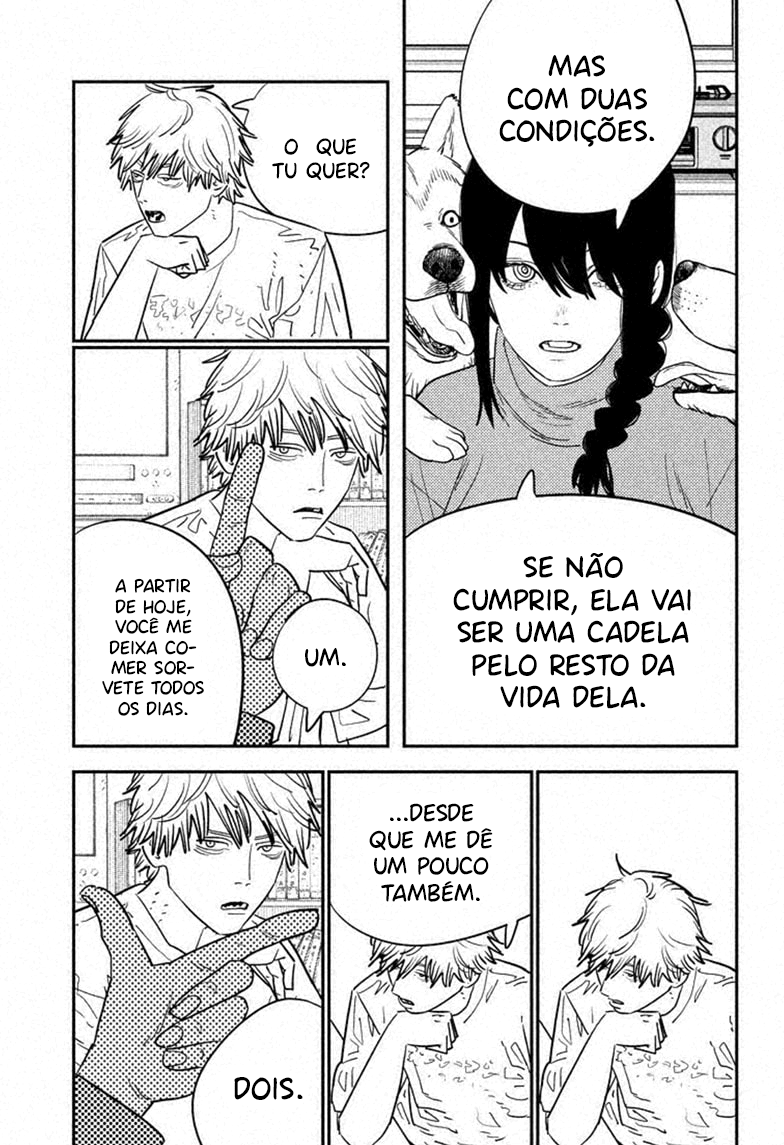 MAS
COM DUAS
CONDIÇÕES.
SE NÃO
CUMPRIR, ELA VAI
SER UMA CADELA
PELO RESTO DA
VIDA DELA.
O QUE
TU QUER?
UM.
A PARTIR
DE HOJE,
VOCÊ ME
DEIXA CO-
MER SOR-
VETE TODOS
OS DIAS.
...DESDE
QUE ME DÊ
UM POUCO
TAMBÉM.
DOIS.